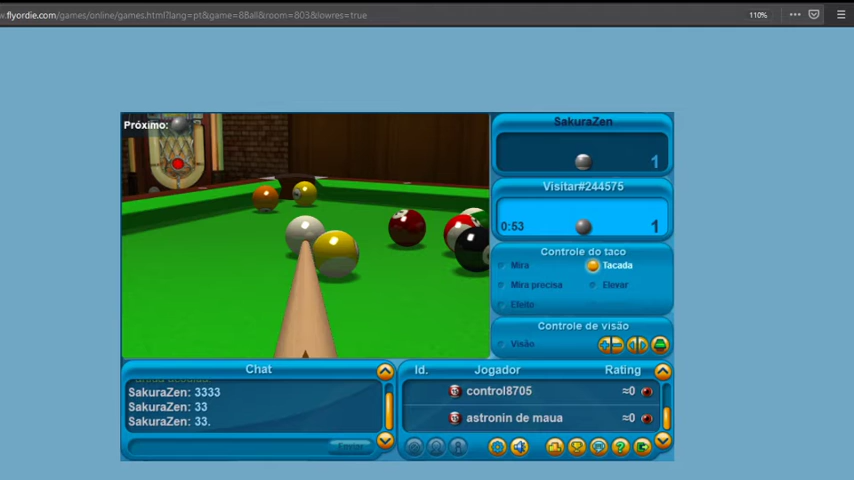 w.flyordie.com/games/online/games.html?lang=pt&game=8Ball&room=803&lowres=true
110%
Próximo:
SakuraZen
1
Visitar#244575
0:53
1
Controle do taco
Mira
Tacada
Mira precisa
Elevar
Efeito
Controle de visão
Visão
Chat
SakuraZen: 3333
SakuraZen: 33
SakuraZen: 33.
Enviar
Id. Jogador Rating
control8705 ≈0
astronin de maua ≈0